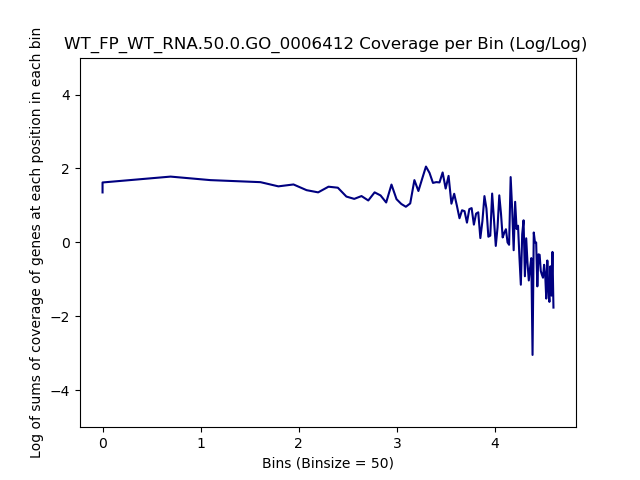 WT_FP_WT_RNA.50.0.GO_0006412 Coverage per Bin (Log/Log)
Log of sums of coverage of genes at each position in each bin
4
2
0
−2
−4
0 1 2 3 4
Bins (Binsize = 50)